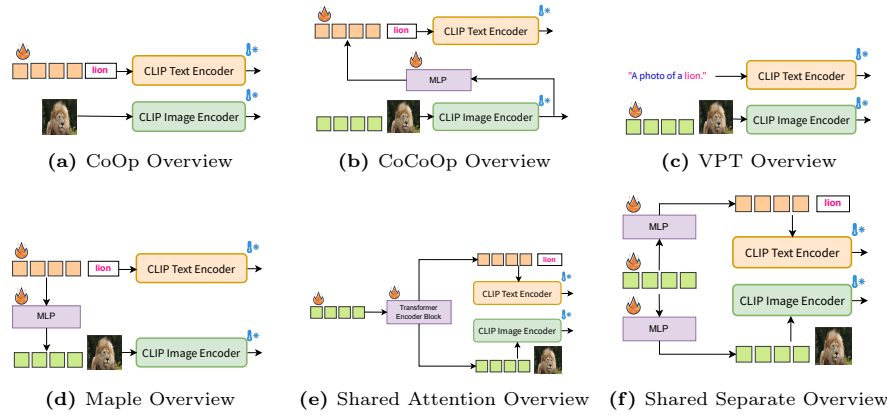 lion
CLIP Text Encoder
CLIP Image Encoder
(a) CoOp Overview
lion
CLIP Text Encoder
MLP
CLIP Image Encoder
(b) CoCoOp Overview
"A photo of a lion."
CLIP Text Encoder
CLIP Image Encoder
(c) VPT Overview
lion
CLIP Text Encoder
MLP
CLIP Image Encoder
(d) Maple Overview
lion
CLIP Text Encoder
Transformer
Encoder Block
CLIP Image Encoder
(e) Shared Attention Overview
lion
MLP
CLIP Text Encoder
CLIP Image Encoder
MLP
(f) Shared Separate Overview